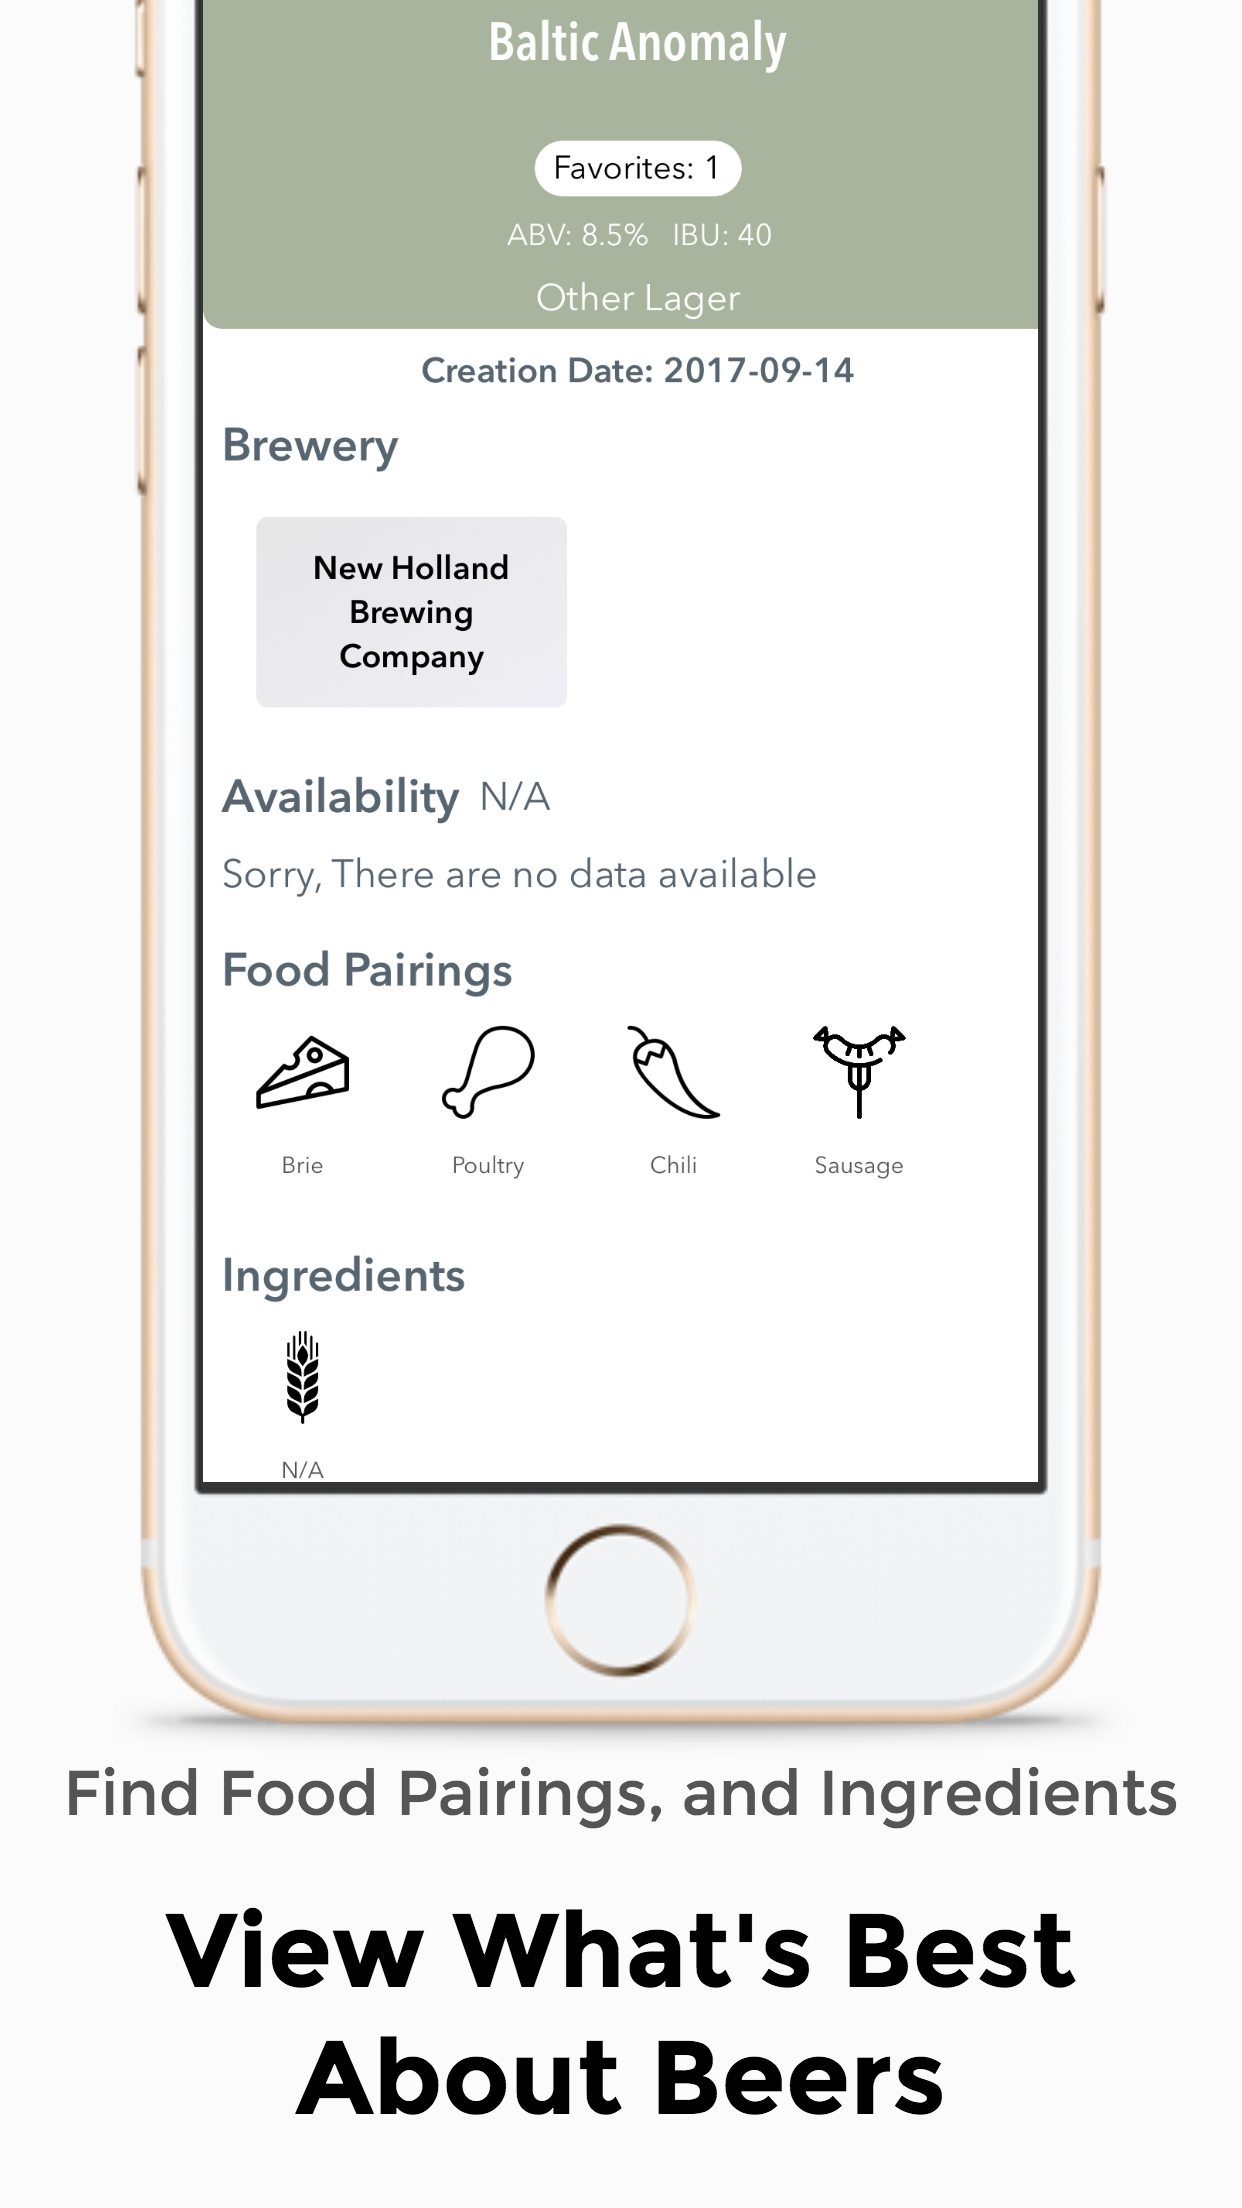 Baltic Anomaly
Favorites: 1
ABV: 8.5% IBU: 40
Other Lager
Creation Date: 2017-09-14
Brewery
New Holland
Brewing
Company
Availability N/A
Sorry, There are no data available
Food Pairings
Brie Poultry Chili Sausage
Ingredients
N/A
Find Food Pairings, and Ingredients
View What's Best
About Beers